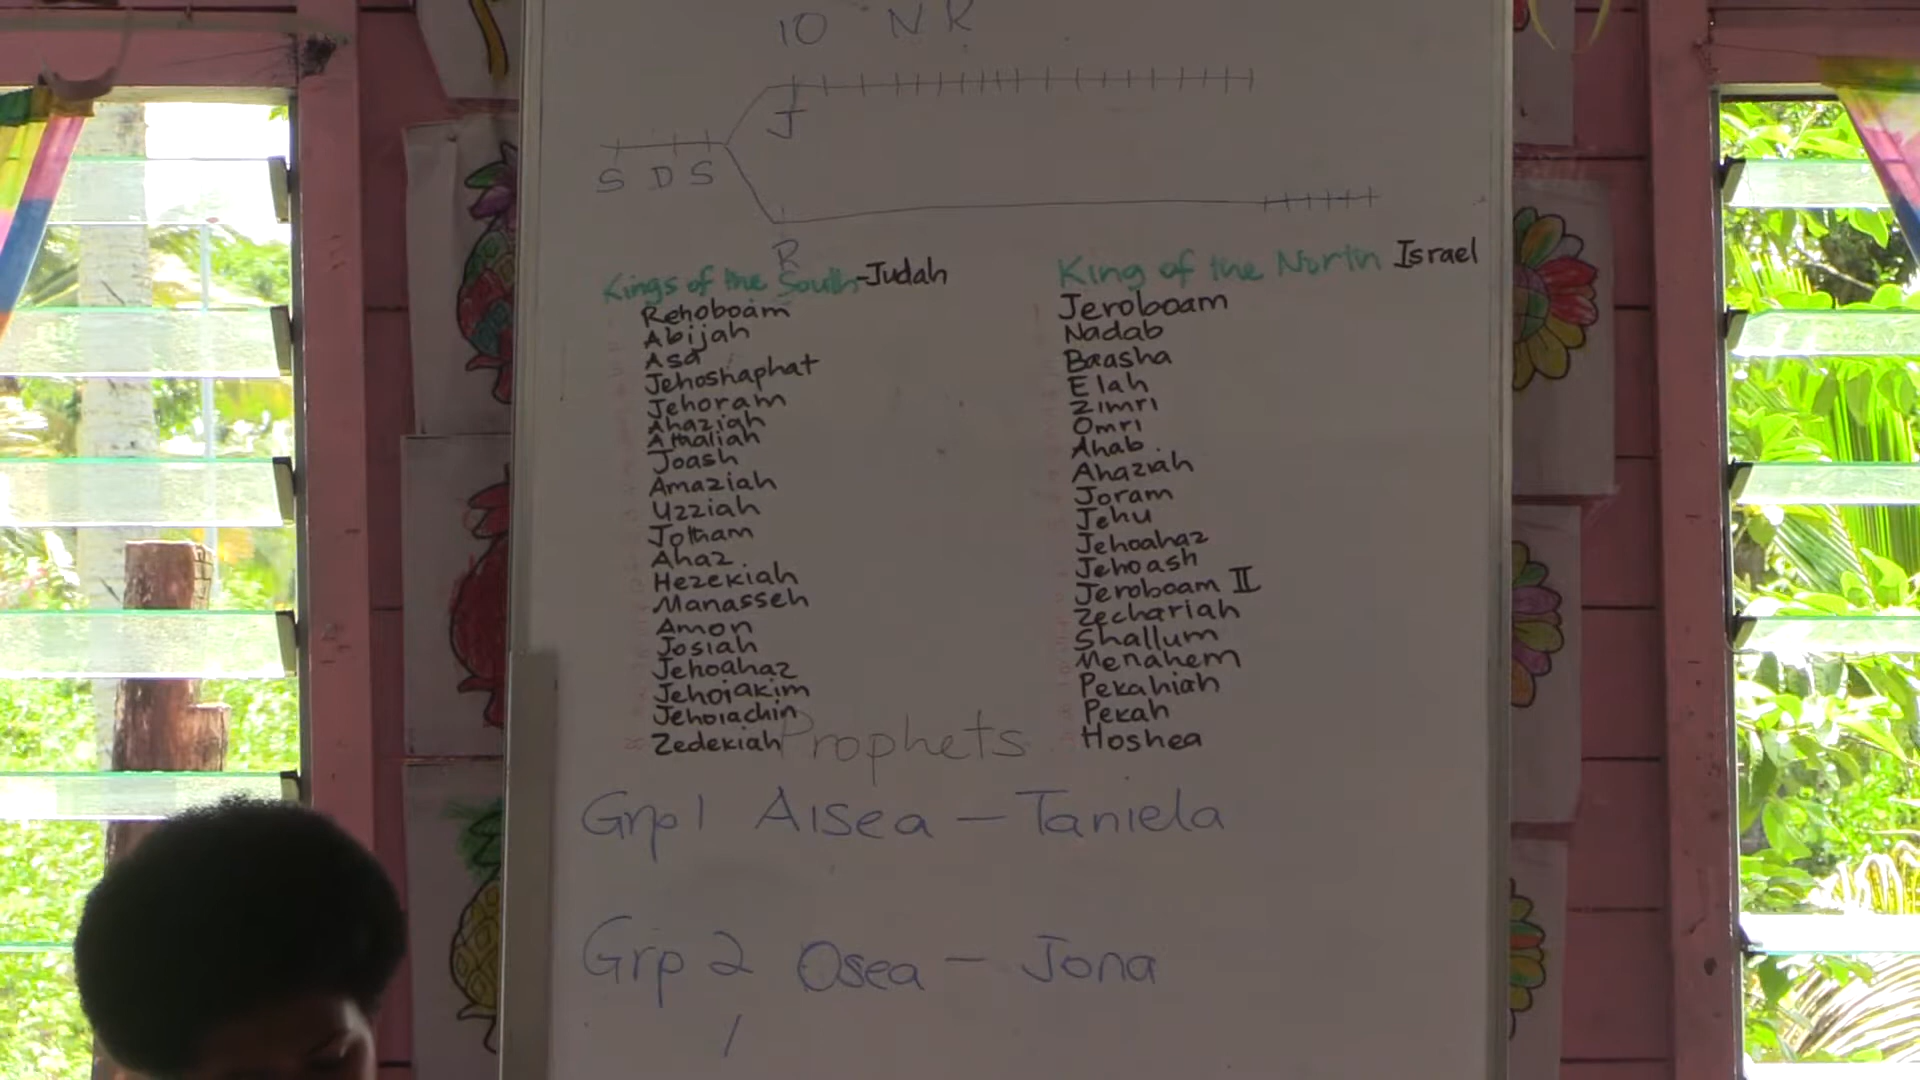 10 N R
J
S D S
R
Kings of the South-Judah
Rehoboam
Abijah
Asa
Jehoshaphat
Jehoram
Ahaziah
Athaliah
Joash
Amaziah
Uzziah
Jotham
Ahaz.
Hezekiah
Manasseh
Amon
Josiah
Jehoahaz
Jehoiakim
Jehoiachin
Zedekiah
King of the North Israel
Jeroboam
Nadab
Baasha
Elah
Zimri
Omri
Ahab
Ahaziah
Joram
Jehu
Jehoahaz
Jehoash
Jeroboam II
Zechariah
Shallum
Menahem
Pekahiah
Pekah
Hoshea
Prophets
Grp 1 Aisea - Taniela
Grp 2 Osea - Jona